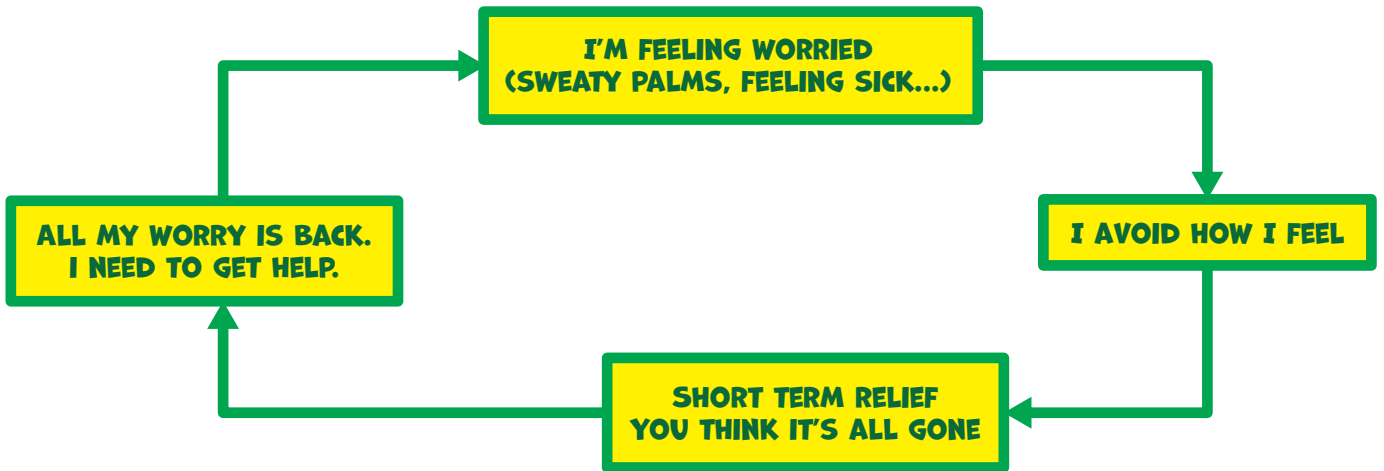 I'M FEELING WORRIED
(SWEATY PALMS, FEELING SICK...)
I AVOID HOW I FEEL
SHORT TERM RELIEF
YOU THINK IT'S ALL GONE
ALL MY WORRY IS BACK.
I NEED TO GET HELP.